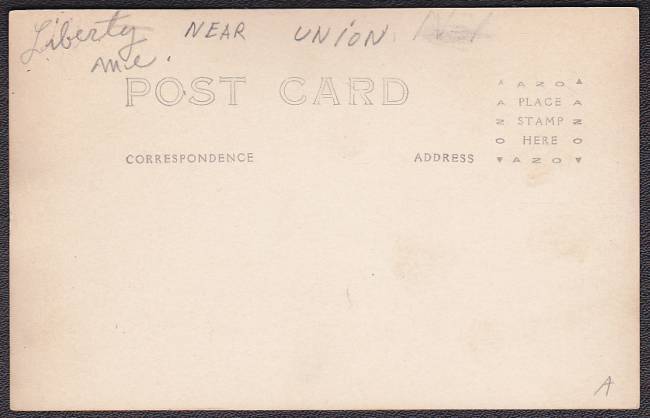 Liberty NEAR UNION
Me.
POST CARD
AZO
A PLACE A
Z STAMP Z
O HERE O
AZO
CORRESPONDENCE
ADDRESS
A